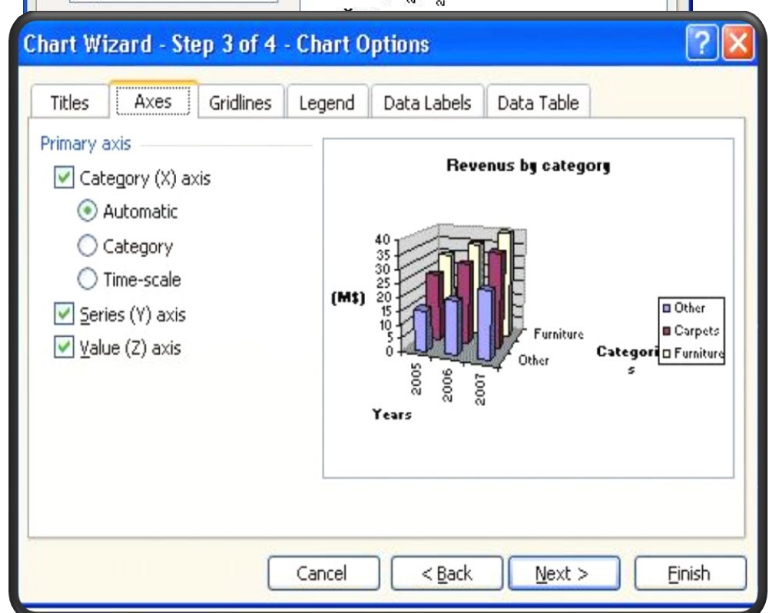 Chart Wizard - Step 3 of 4 - Chart Options
Titles Axes Gridlines Legend Data Labels Data Table
Primary axis
Category (X) axis
Automatic
Category
Time-scale
Series (Y) axis
Value (Z) axis
Revenus by category
40
35
30
25
20
15
10
5
0
(M$)
2005
2006
2007
Years
Furniture
Other
Categori
s
Other
Carpets
Furniture
Cancel < Back Next > Finish